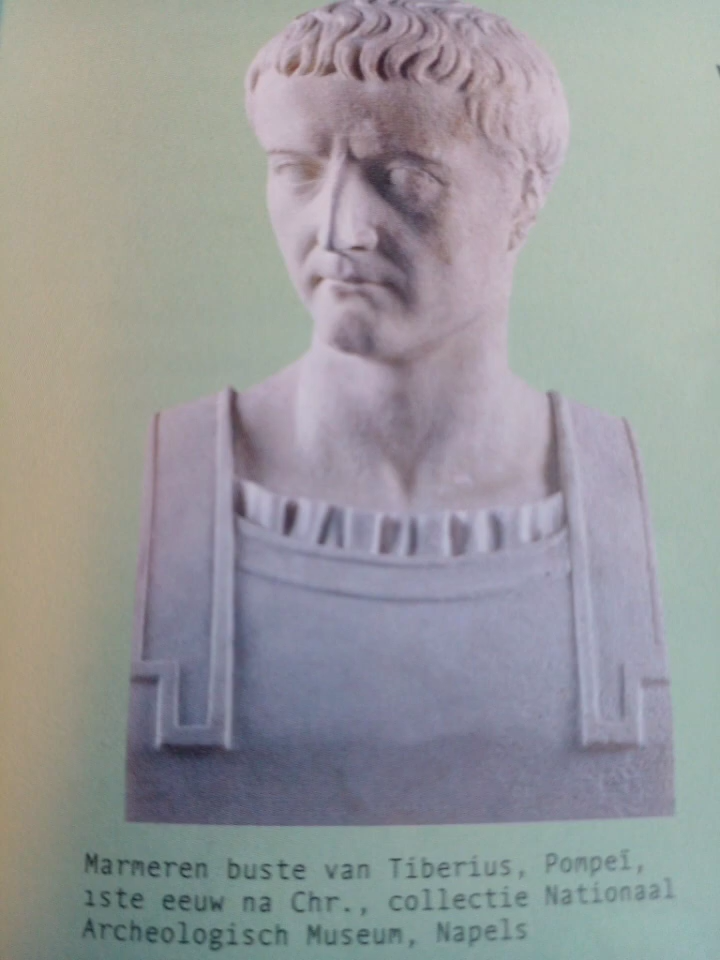 Marmeren buste van Tiberius, Pompeï,
1ste eeuw na Chr., collectie Nationaal
Archeologisch Museum, Napels